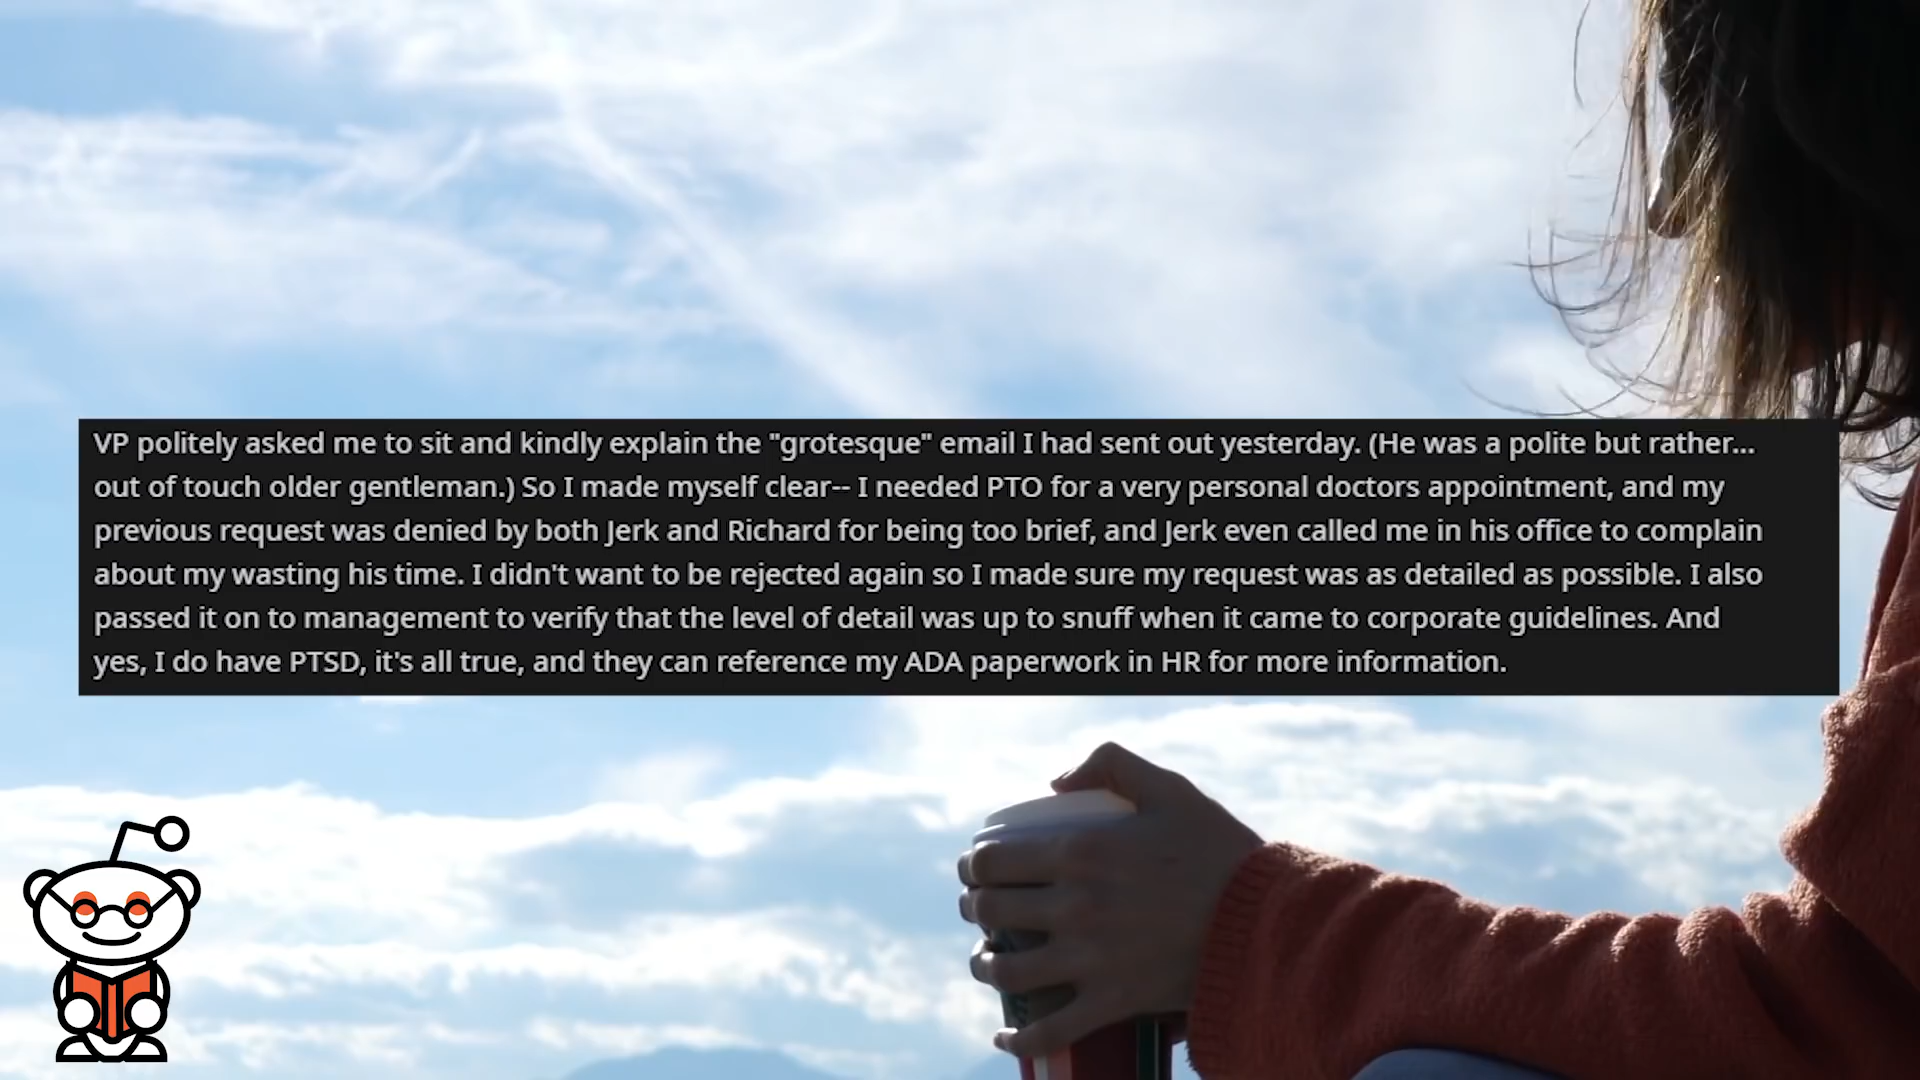 VP politely asked me to sit and kindly explain the "grotesque" email I had sent out yesterday. (He was a polite but rather...
out of touch older gentleman.) So I made myself clear-- I needed PTO for a very personal doctors appointment, and my
previous request was denied by both Jerk and Richard for being too brief, and Jerk even called me in his office to complain
about my wasting his time. I didn't want to be rejected again so I made sure my request was as detailed as possible. I also
passed it on to management to verify that the level of detail was up to snuff when it came to corporate guidelines. And
yes, I do have PTSD, it's all true, and they can reference my ADA paperwork in HR for more information.